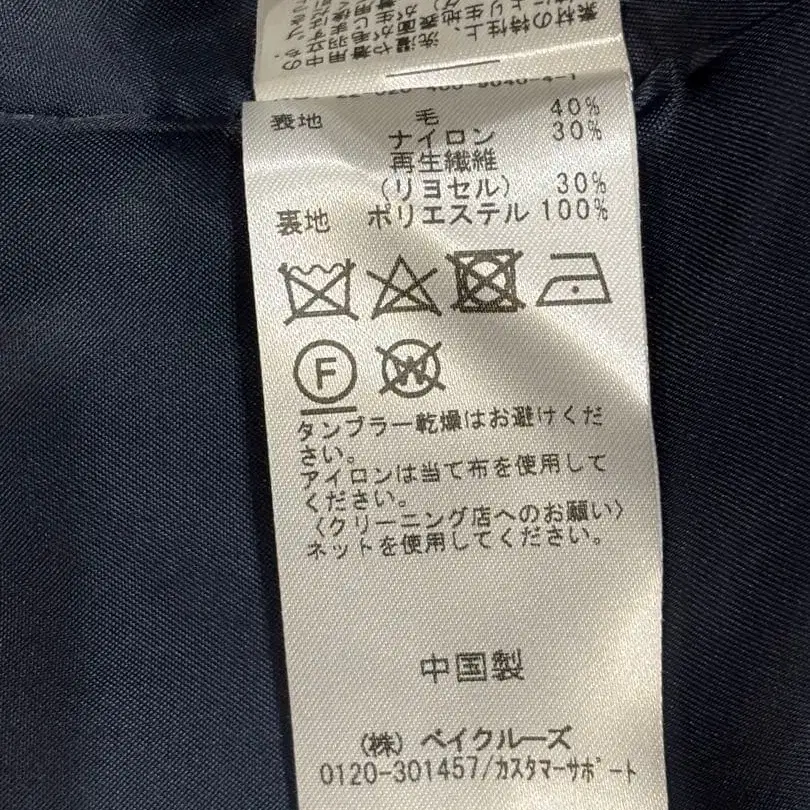 表地 毛 40%
ナイロン 30%
再生繊維
(リヨセル) 30%
裏地 ポリエステル 100%
F
W
タンブラー乾燥はお避けくだ
さい。
アイロンは当て布を使用して
ください。
〈クリーニング店へのお願い〉
ネットを使用してください。
中国製
(株) ベイクルーズ
0120-301457/カスタマーサポート